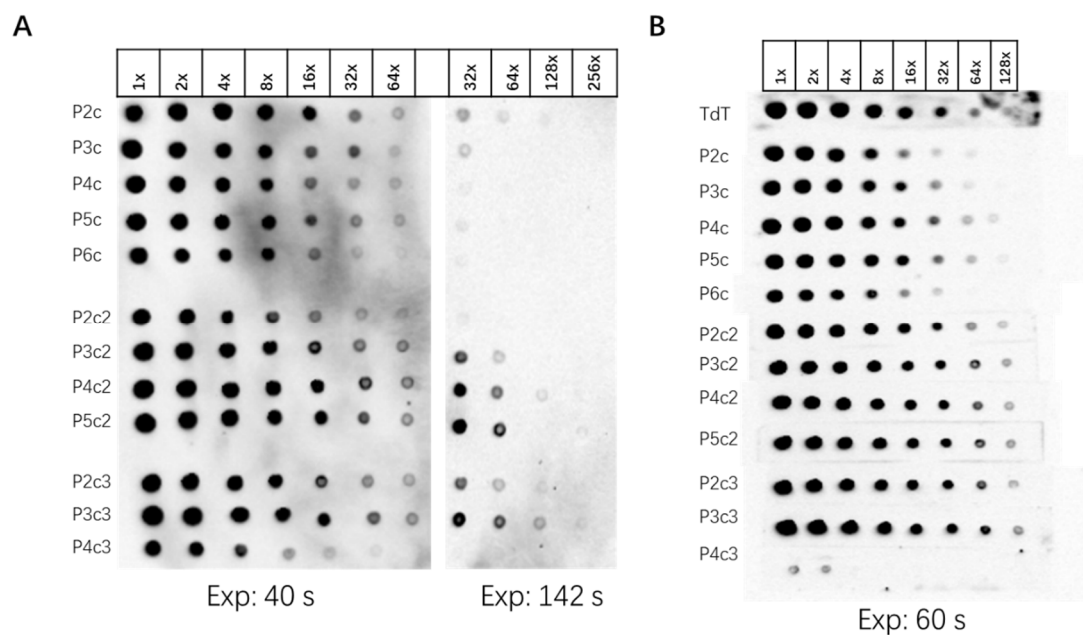 A
1x 2x 4x 8x 16x 32x 64x 32x 64x 128x 256x
P2c
P3c
P4c
P5c
P6c
P2c2
P3c2
P4c2
P5c2
P2c3
P3c3
P4c3
Exp: 40 s
Exp: 142 s
B
1x 2x 4x 8x 16x 32x 64x 128x
TdT
P2c
P3c
P4c
P5c
P6c
P2c2
P3c2
P4c2
P5c2
P2c3
P3c3
P4c3
Exp: 60 s